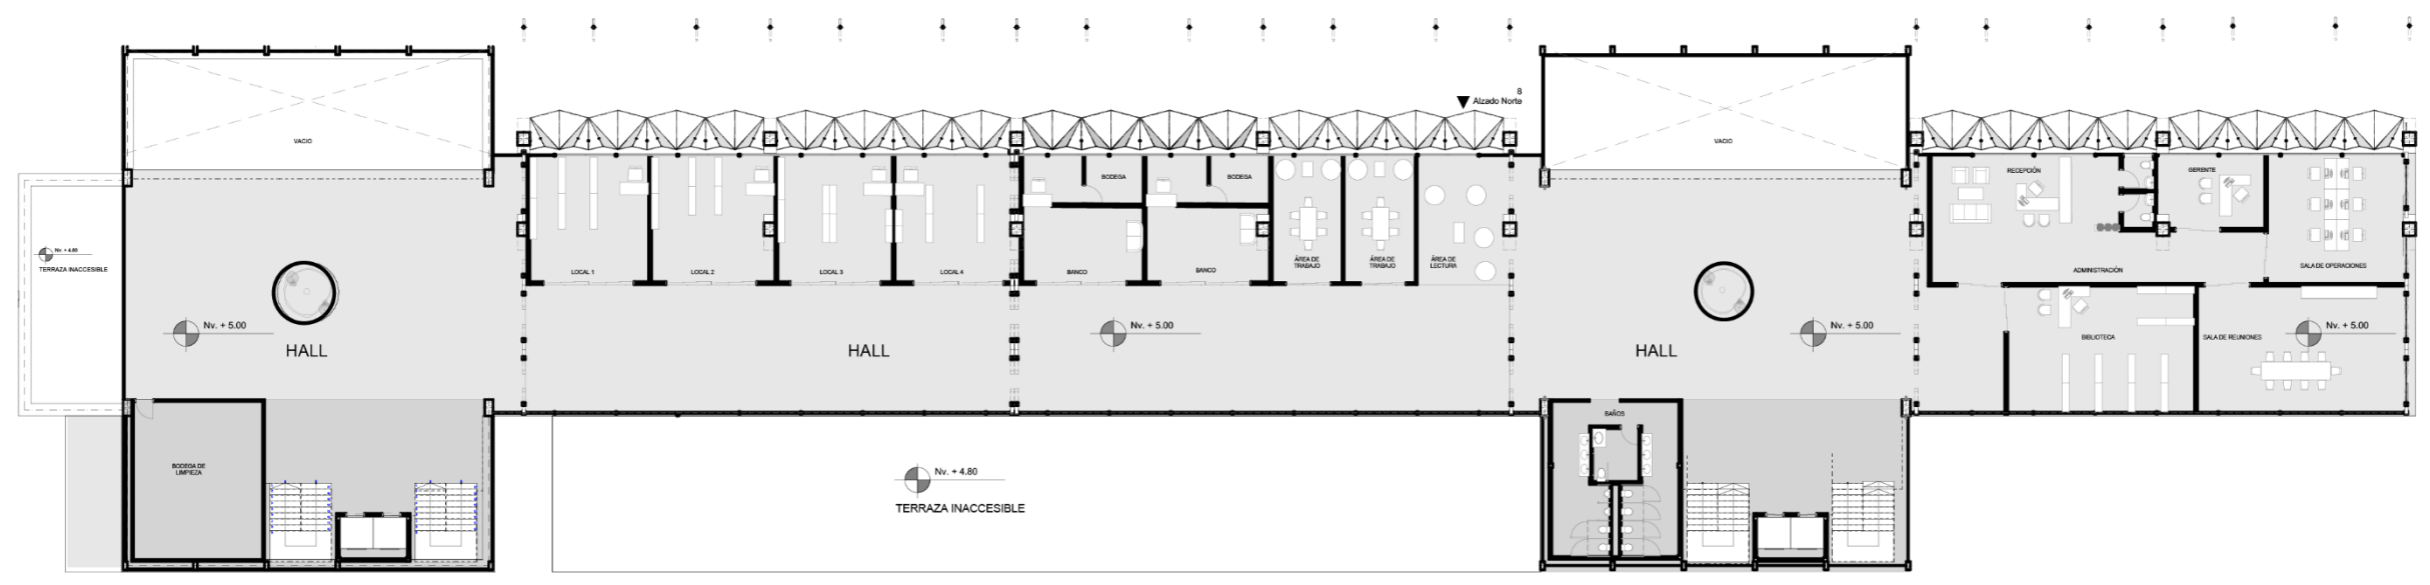 8
Alzado Norte
VACIO
VACIO
BODEGA
BODEGA
RECEPCIÓN
GERENTE
Nv. + 4.80
TERRAZA INACCESIBLE
LOCAL 1
LOCAL 2
LOCAL 3
LOCAL 4
BANCO
BANCO
ÁREA DE
TRABAJO
ÁREA DE
TRABAJO
ÁREA DE
LECTURA
ADMINISTRACIÓN
SALA DE OPERACIONES
Nv. + 5.00
HALL
HALL
Nv. + 5.00
HALL
Nv. + 5.00
BIBLIOTECA
SALA DE REUNIONES
Nv. + 5.00
BAÑOS
BODEGA DE
LIMPIEZA
Nv. + 4.80
TERRAZA INACCESIBLE